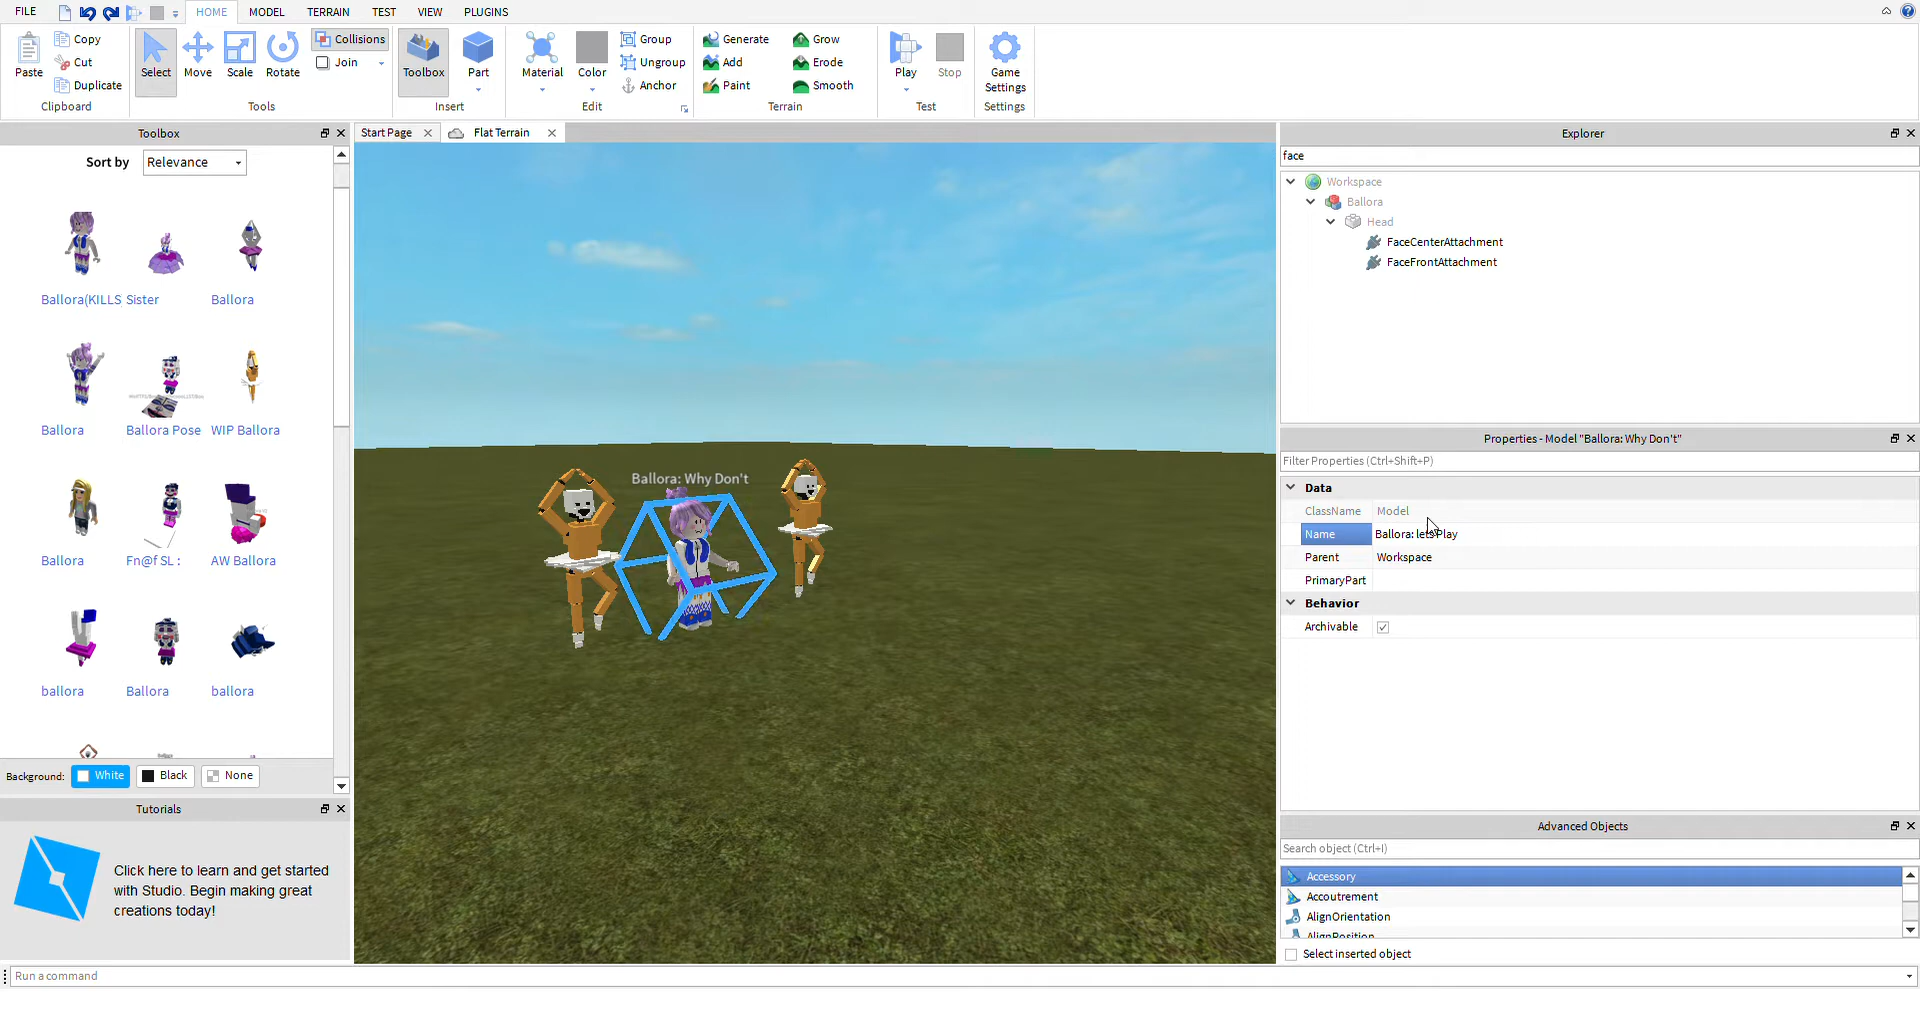 FILE HOME MODEL TERRAIN TEST VIEW PLUGINS
Paste Copy Cut Duplicate
Clipboard
Select Move Scale Rotate Collisions Join
Tools
Toolbox Part
Insert
Material Color Group Ungroup Anchor
Edit
Generate Add Paint Grow Erode Smooth
Terrain
Play Stop
Test
Game Settings
Settings
Toolbox
Sort by Relevance
Ballora(KILLS Sister Ballora
Ballora Ballora Pose WIP Ballora
Ballora Fn@f SL : AW Ballora
ballora Ballora ballora
Background: White Black None
Tutorials
Click here to learn and get started
with Studio. Begin making great
creations today!
Start Page Flat Terrain
Ballora: Why Don't
Explorer
face
Workspace
Ballora
Head
FaceCenterAttachment
FaceFrontAttachment
Properties - Model "Ballora: Why Don't"
Filter Properties (Ctrl+Shift+P)
Data
ClassName Model
Name Ballora: lets Play
Parent Workspace
PrimaryPart
Behavior
Archivable
Advanced Objects
Search object (Ctrl+I)
Accessory
Accoutrement
AlignOrientation
AlignPosition
Select inserted object
Run a command